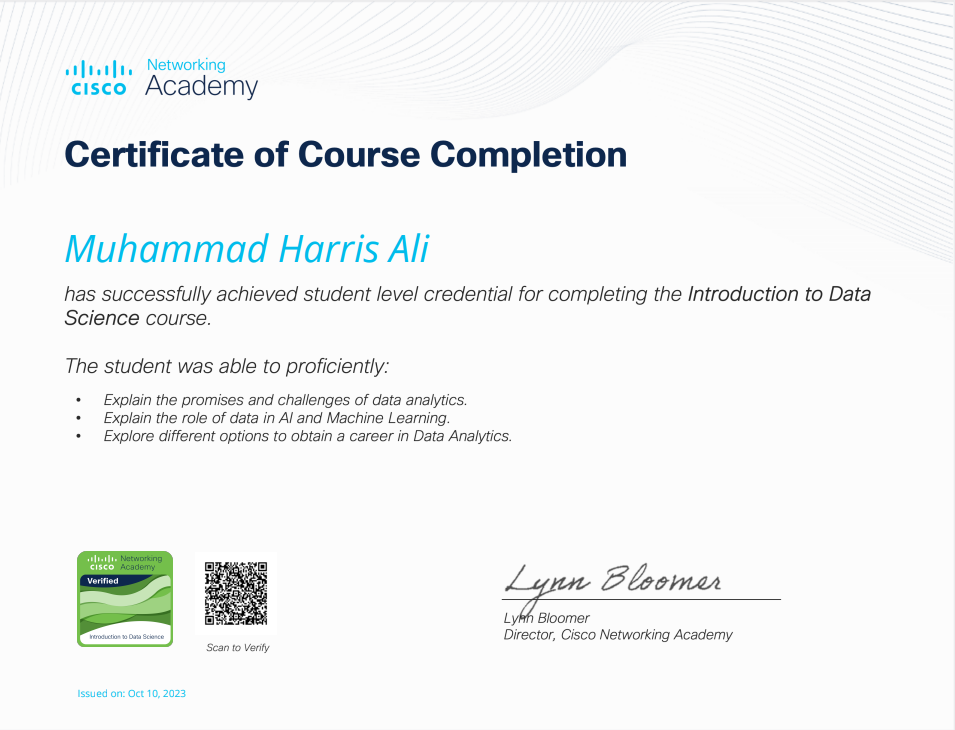 Networking
CISCO Academy
Certificate of Course Completion
Muhammad Harris Ali
has successfully achieved student level credential for completing the Introduction to Data
Science course.
The student was able to proficiently:
• Explain the promises and challenges of data analytics.
• Explain the role of data in AI and Machine Learning.
• Explore different options to obtain a career in Data Analytics.
CISCO Networking
Academy
Verified
Introduction to Data Science
Scan to Verify
Lynn Bloomer
Lynn Bloomer
Director, Cisco Networking Academy
Issued on: Oct 10, 2023